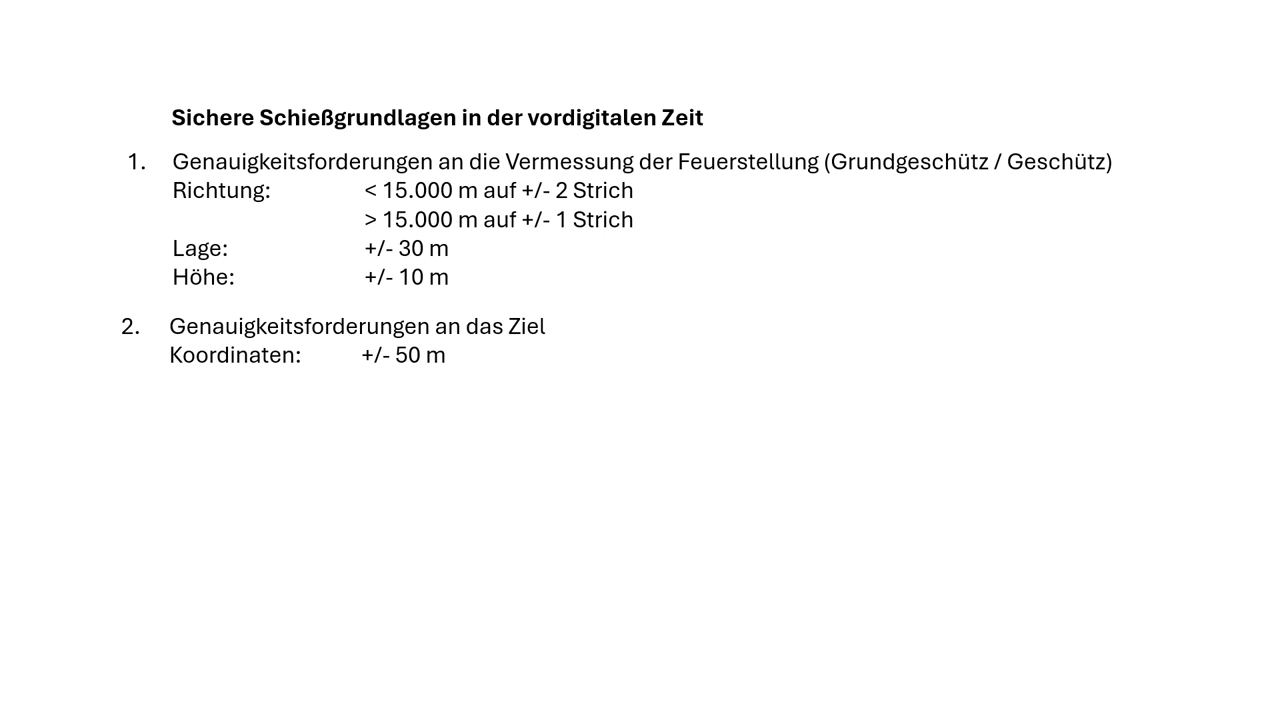 Sichere Schießgrundlagen in der vordigitalen Zeit
1. Genauigkeitsforderungen an die Vermessung der Feuerstellung (Grundgeschütz / Geschütz)
Richtung: < 15.000 m auf +/- 2 Strich
> 15.000 m auf +/- 1 Strich
Lage: +/- 30 m
Höhe: +/- 10 m
2. Genauigkeitsforderungen an das Ziel
Koordinaten: +/- 50 m